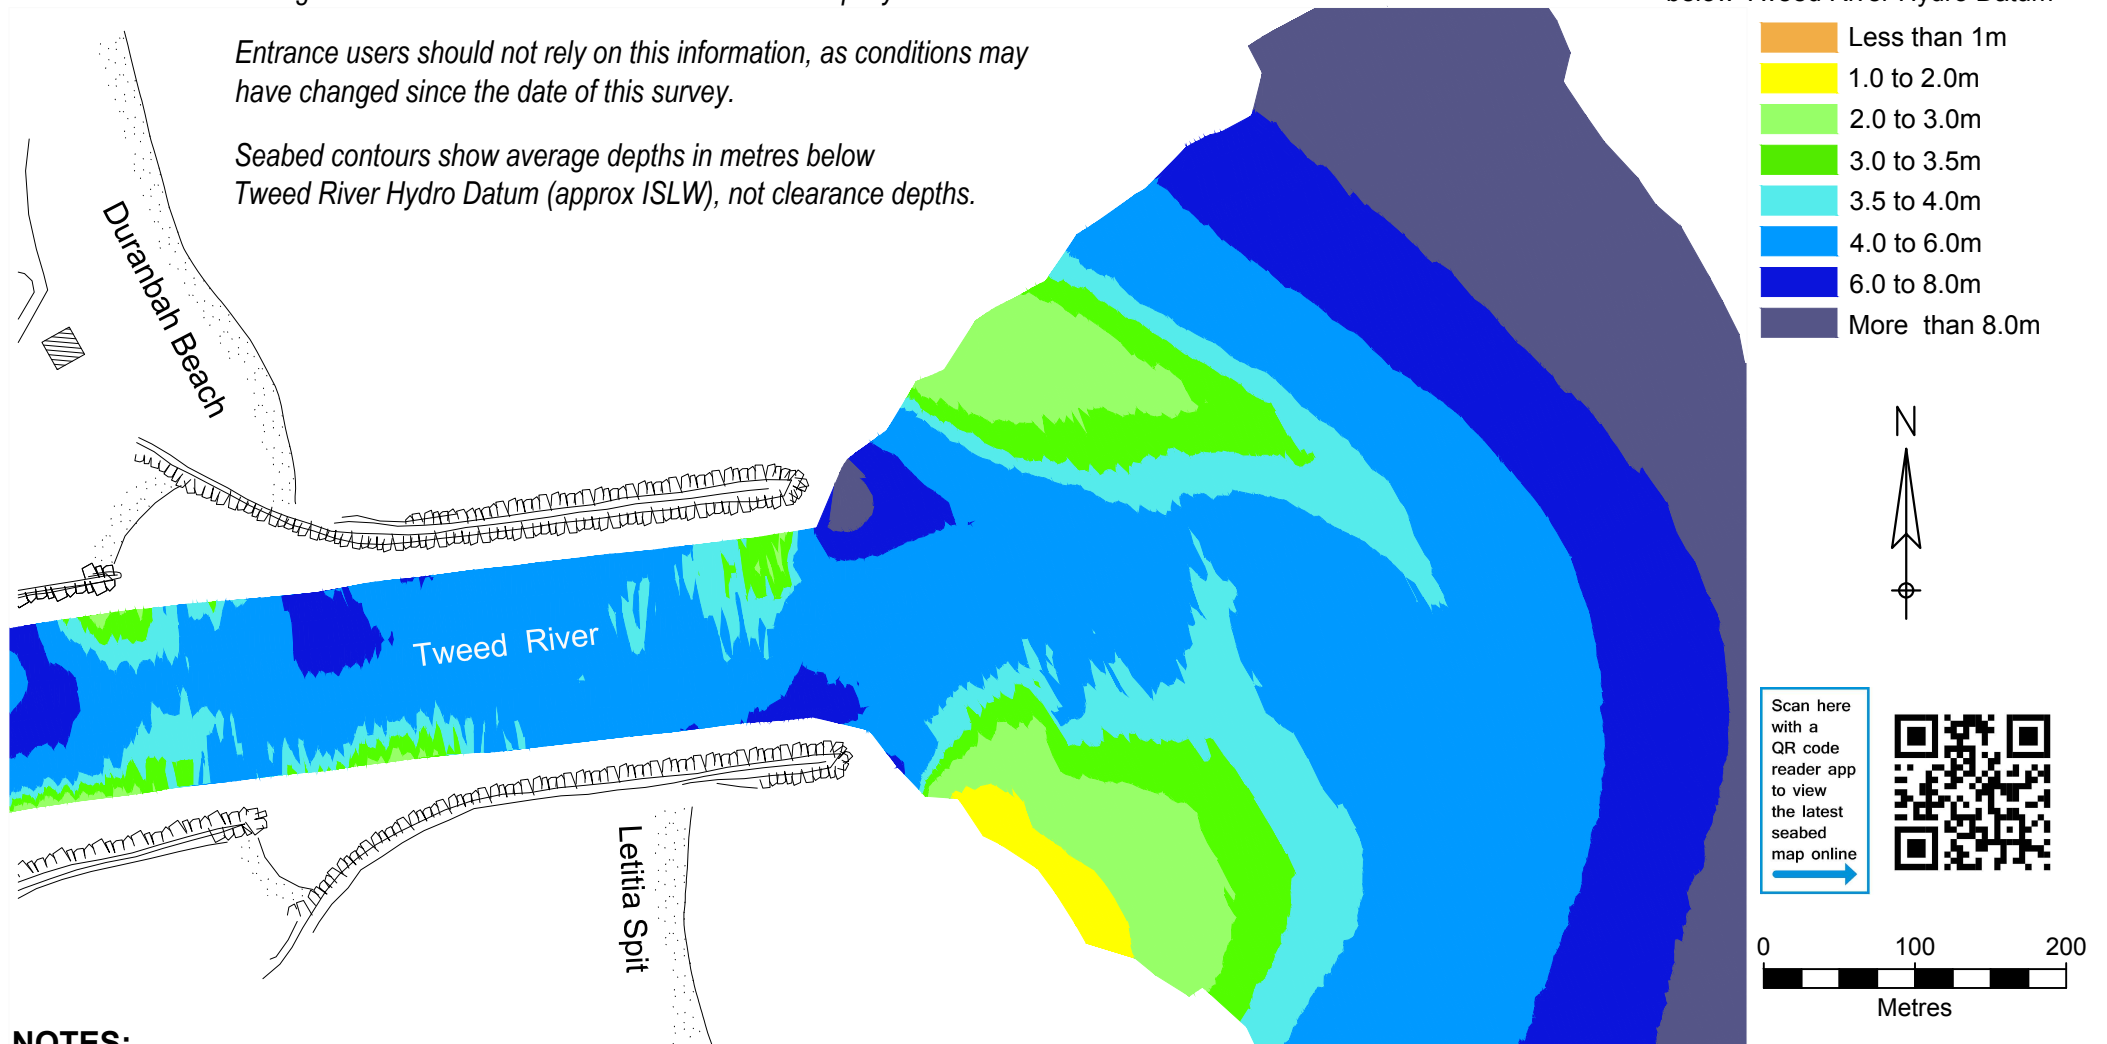 Entrance users should not rely on this information, as conditions may
have changed since the date of this survey.
Seabed contours show average depths in metres below
Tweed River Hydro Datum (approx ISLW), not clearance depths.
below Tweed River Hydro Datum
Less than 1m
1.0 to 2.0m
2.0 to 3.0m
3.0 to 3.5m
3.5 to 4.0m
4.0 to 6.0m
6.0 to 8.0m
More than 8.0m
Duranbah Beach
N
Tweed River
Letitia Spit
Scan here
with a
QR code
reader app
to view
the latest
seabed
map online
0 100 200
Metres
NOTES: